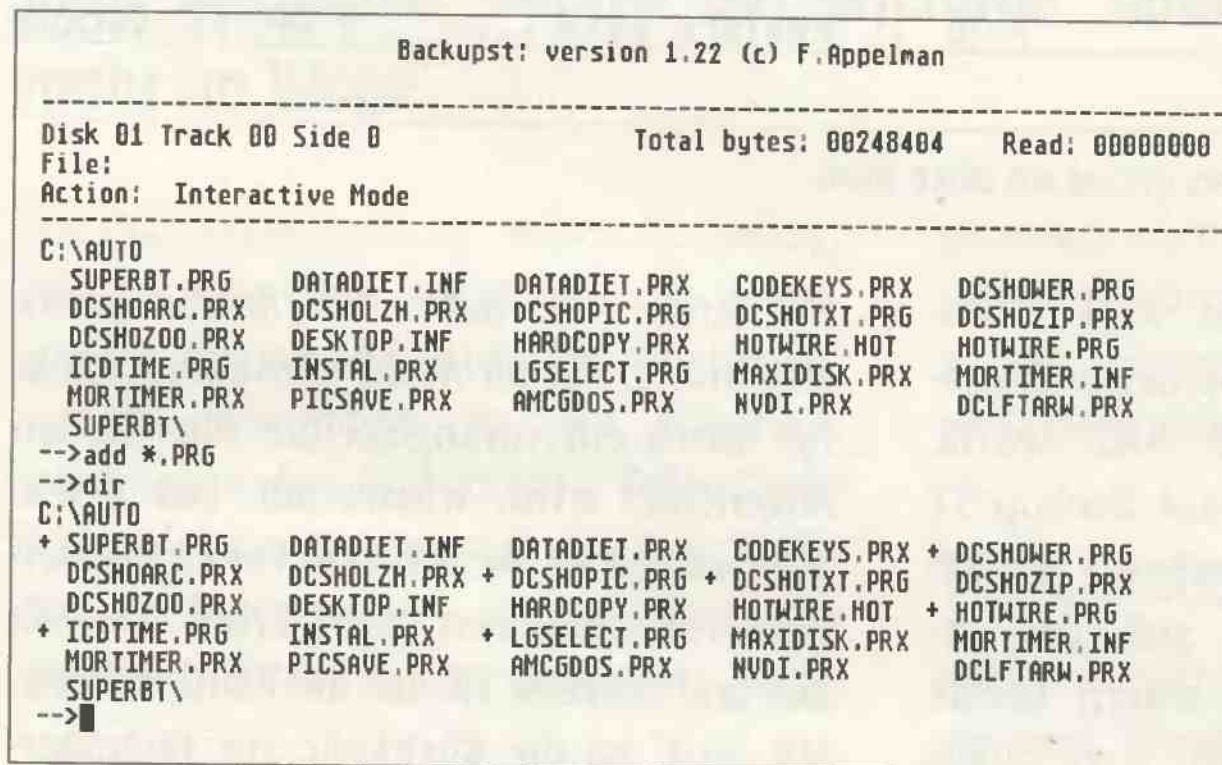 Backupst: version 1.22 (c) F.Appelman
--------------------------------------------------------------------------------
Disk 01 Track 00 Side 0 Total bytes: 00248404 Read: 00000000
File:
Action: Interactive Mode
--------------------------------------------------------------------------------
C:\AUTO
SUPERBT.PRG DATADIET.INF DATADIET.PRX CODEKEYS.PRX DCSHOWER.PRG
DCSHOARC.PRX DCSHOLZH.PRX DCSHOPIC.PRG DCSHOTXT.PRG DCSHOZIP.PRX
DCSHOZOO.PRX DESKTOP.INF HARDCOPY.PRX HOTWIRE.HOT HOTWIRE.PRG
ICDTIME.PRG INSTAL.PRX LGSELECT.PRG MAXIDISK.PRX MORTIMER.INF
MORTIMER.PRX PICSAVE.PRX AMCGDOS.PRX NVDI.PRX DCLFTARW.PRX
SUPERBT\
-->add *.PRG
-->dir
C:\AUTO
+ SUPERBT.PRG DATADIET.INF DATADIET.PRX CODEKEYS.PRX + DCSHOWER.PRG
DCSHOARC.PRX DCSHOLZH.PRX + DCSHOPIC.PRG + DCSHOTXT.PRG DCSHOZIP.PRX
DCSHOZOO.PRX DESKTOP.INF HARDCOPY.PRX HOTWIRE.HOT + HOTWIRE.PRG
+ ICDTIME.PRG INSTAL.PRX + LGSELECT.PRG MAXIDISK.PRX MORTIMER.INF
MORTIMER.PRX PICSAVE.PRX AMCGDOS.PRX NVDI.PRX DCLFTARW.PRX
SUPERBT\
-->